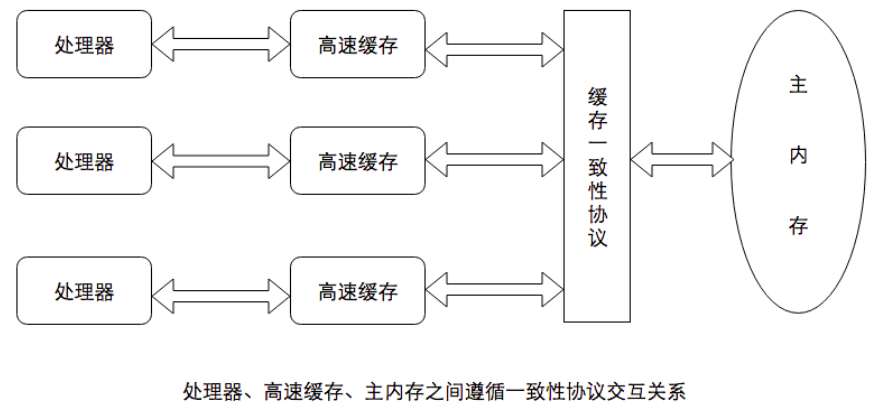 处理器
高速缓存
处理器
高速缓存
处理器
高速缓存
缓存一致性协议
主内存
处理器、高速缓存、主内存之间遵循一致性协议交互关系